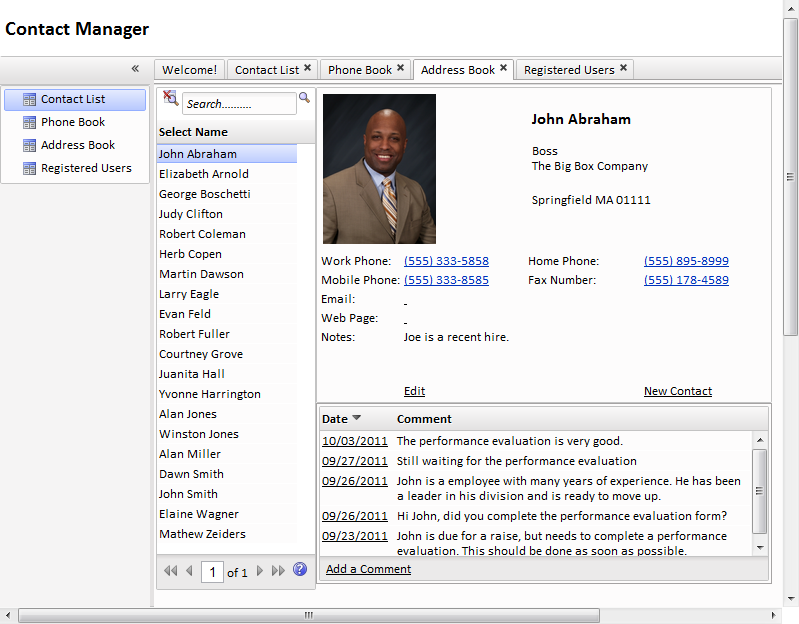 Contact Manager
«
Welcome! Contact List × Phone Book × Address Book × Registered Users ×
Contact List
Phone Book
Address Book
Registered Users
Search..........
Select Name
John Abraham
Elizabeth Arnold
George Boschetti
Judy Clifton
Robert Coleman
Herb Copen
Martin Dawson
Larry Eagle
Evan Feld
Robert Fuller
Courtney Grove
Juanita Hall
Yvonne Harrington
Alan Jones
Winston Jones
Alan Miller
Dawn Smith
John Smith
Elaine Wagner
Mathew Zeiders
1 of 1 ?
John Abraham
Boss
The Big Box Company
Springfield MA 01111
Work Phone: (555) 333-5858 Home Phone: (555) 895-8999
Mobile Phone: (555) 333-8585 Fax Number: (555) 178-4589
Email:
Web Page:
Notes: Joe is a recent hire.
Edit New Contact
Date Comment
10/03/2011 The performance evaluation is very good.
09/27/2011 Still waiting for the performance evaluation
09/26/2011 John is a employee with many years of experience. He has been
a leader in his division and is ready to move up.
09/26/2011 Hi John, did you complete the performance evaluation form?
09/23/2011 John is due for a raise, but needs to complete a performance
evaluation. This should be done as soon as possible.
Add a Comment